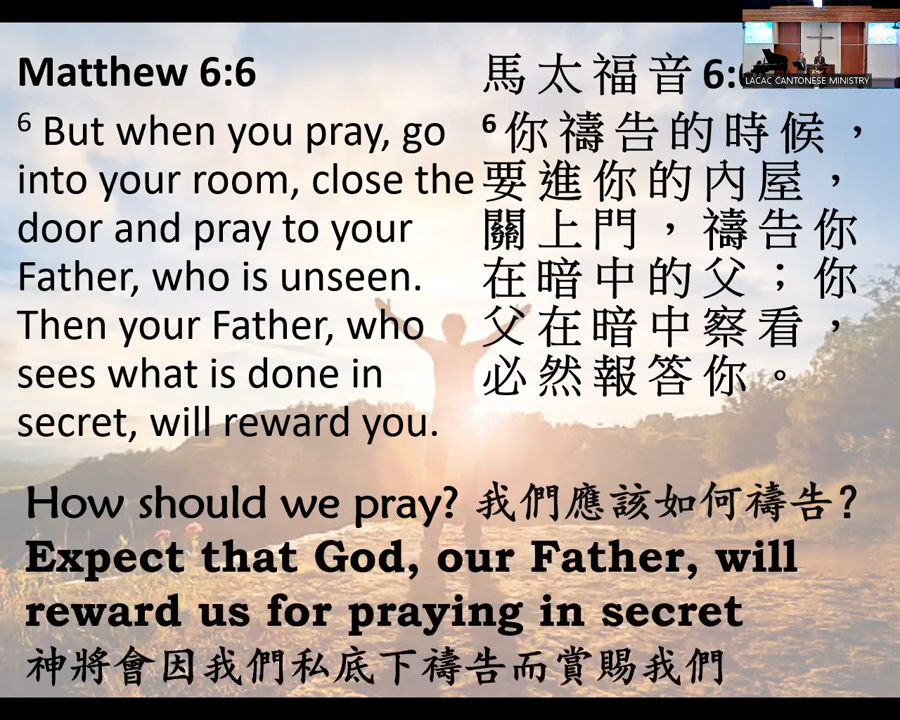 Matthew 6:6
6 But when you pray, go
into your room, close the
door and pray to your
Father, who is unseen.
Then your Father, who
sees what is done in
secret, will reward you.
馬太福音 6:
6你禱告的時候，
要進你的內屋，
關上門，禱告你
在暗中的父；你
父在暗中察看，
必然報答你。
LACAC CANTONESE MINISTRY
How should we pray? 我們應該如何禱告?
Expect that God, our Father, will
reward us for praying in secret
神將會因我們私底下禱告而賞賜我們